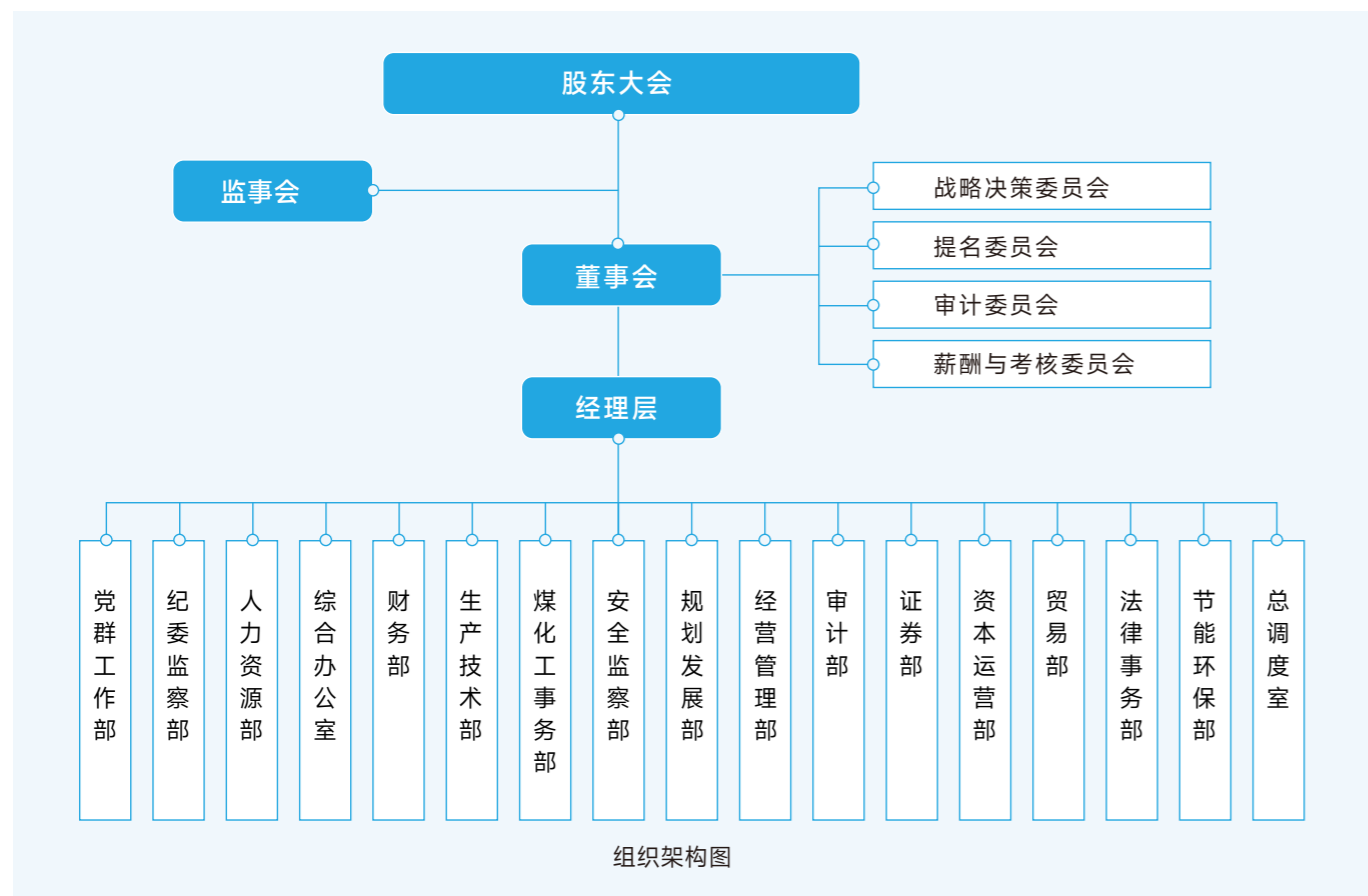 股东大会
监事会
战略决策委员会
提名委员会
董事会
审计委员会
薪酬与考核委员会
经理层
党群工作部
纪委监察部
人力资源部
综合办公室
财务部
生产技术部
煤化工事务部
安全监察部
规划发展部
经营管理部
审计部
证券部
资本运营部
贸易部
法律事务部
节能环保部
总调度室
组织架构图